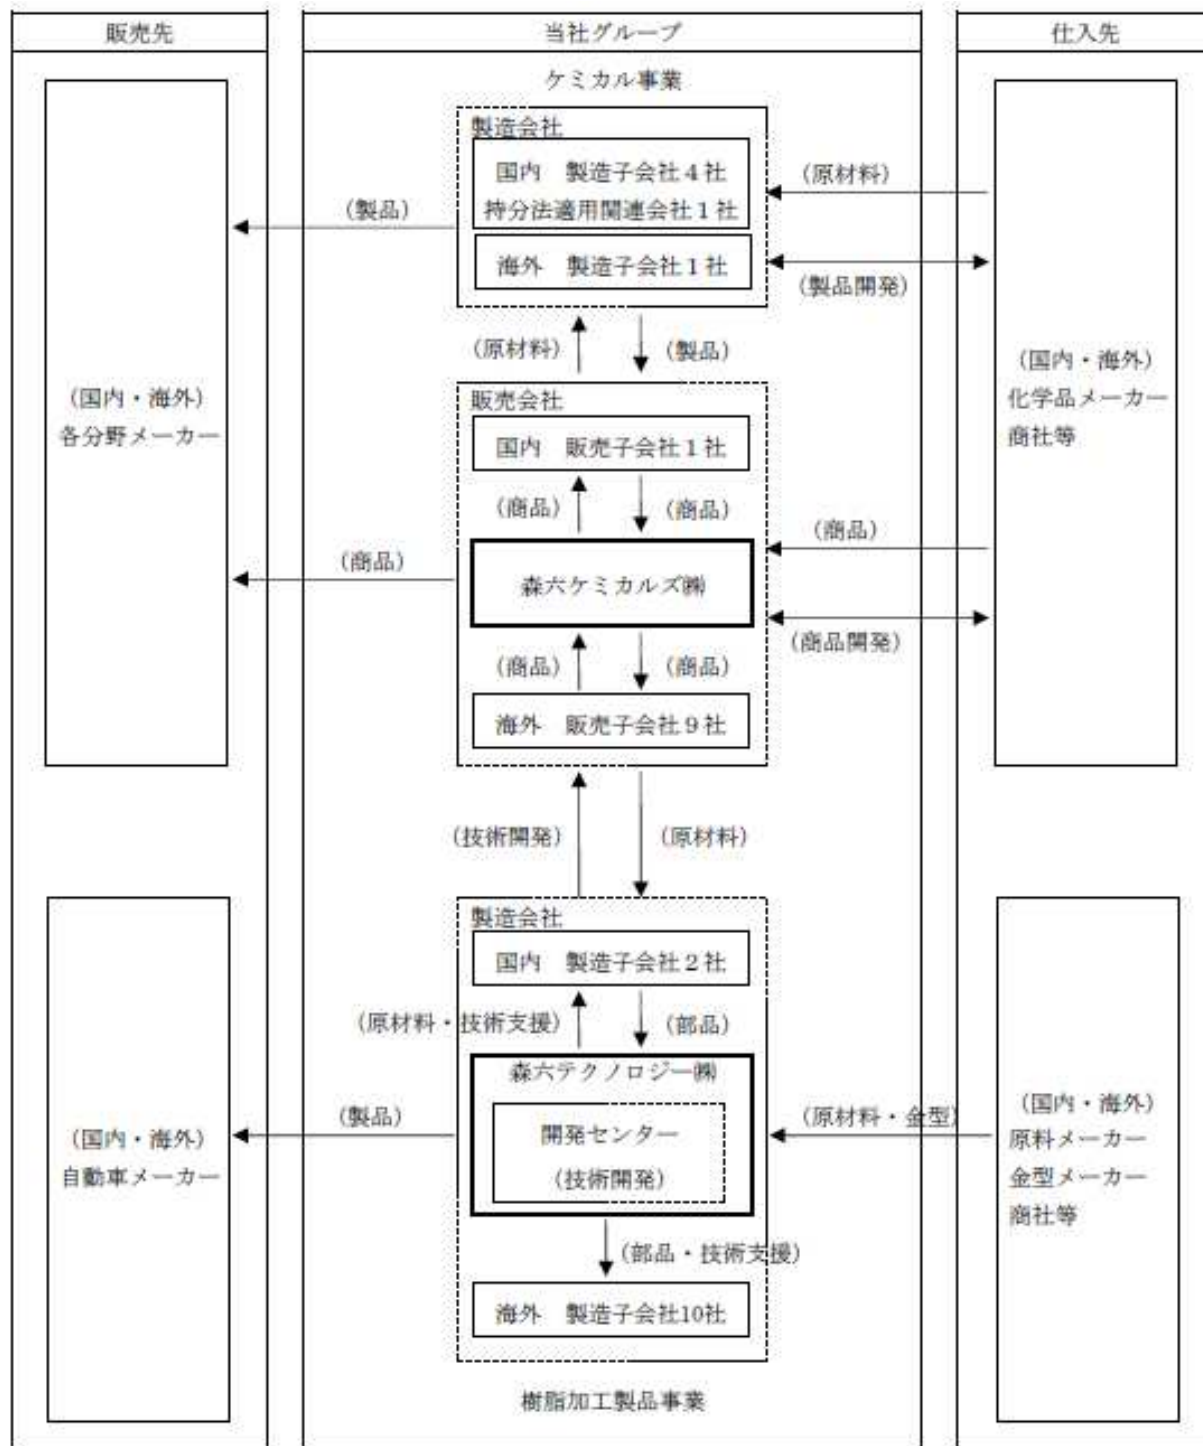 販売先
当社グループ
仕入先
ケミカル事業
製造会社
国内　製造子会社４社
持分法適用関連会社１社
海外　製造子会社１社
（製品）
（原材料）
（製品開発）
（原材料）
（製品）
（国内・海外）
各分野メーカー
（国内・海外）
化学品メーカー
商社等
販売会社
国内　販売子会社１社
（商品）
（商品）
森六ケミカルズ㈱
（商品）
（商品）
（商品開発）
（商品）
（商品）
海外　販売子会社９社
（技術開発）
（原材料）
製造会社
国内　製造子会社２社
（原材料・技術支援）
（部品）
森六テクノロジー㈱
開発センター
（技術開発）
（製品）
（原材料・金型）
（国内・海外）
自動車メーカー
（国内・海外）
原料メーカー
金型メーカー
商社等
（部品・技術支援）
海外　製造子会社10社
樹脂加工製品事業